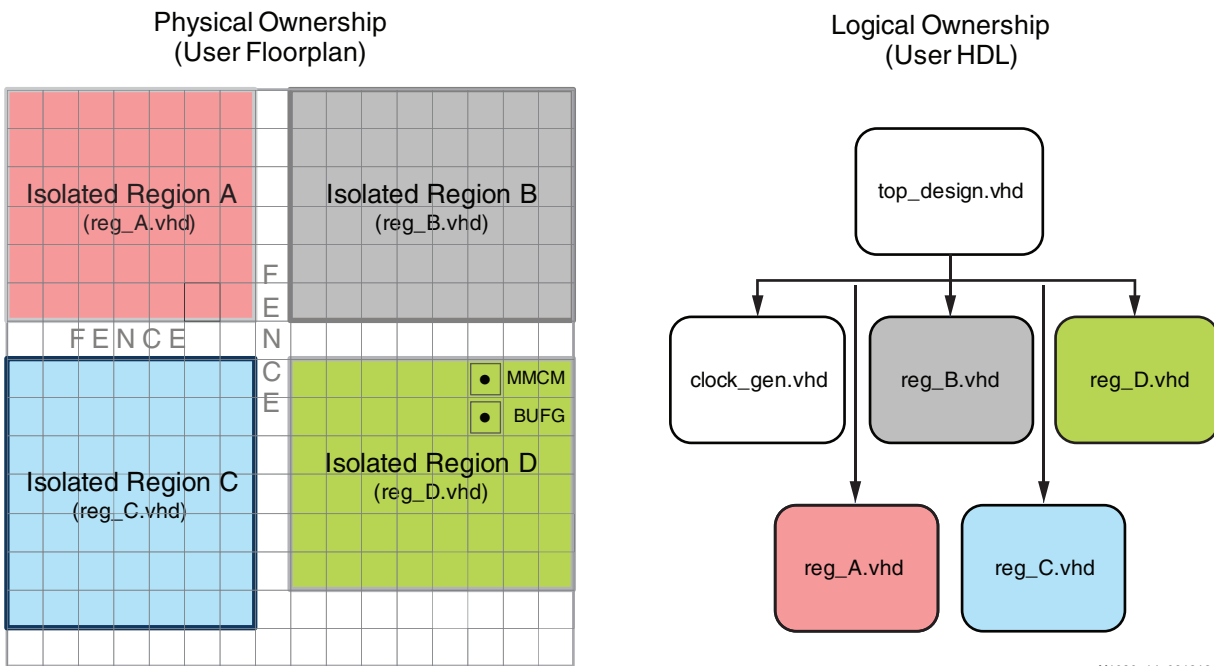 Physical Ownership
(User Floorplan)
Logical Ownership
(User HDL)
Isolated Region A
(reg_A.vhd)
Isolated Region B
(reg_B.vhd)
FENCE
FENCE
MMCM
BUFG
Isolated Region C
(reg_C.vhd)
Isolated Region D
(reg_D.vhd)
top_design.vhd
clock_gen.vhd
reg_B.vhd
reg_D.vhd
reg_A.vhd
reg_C.vhd